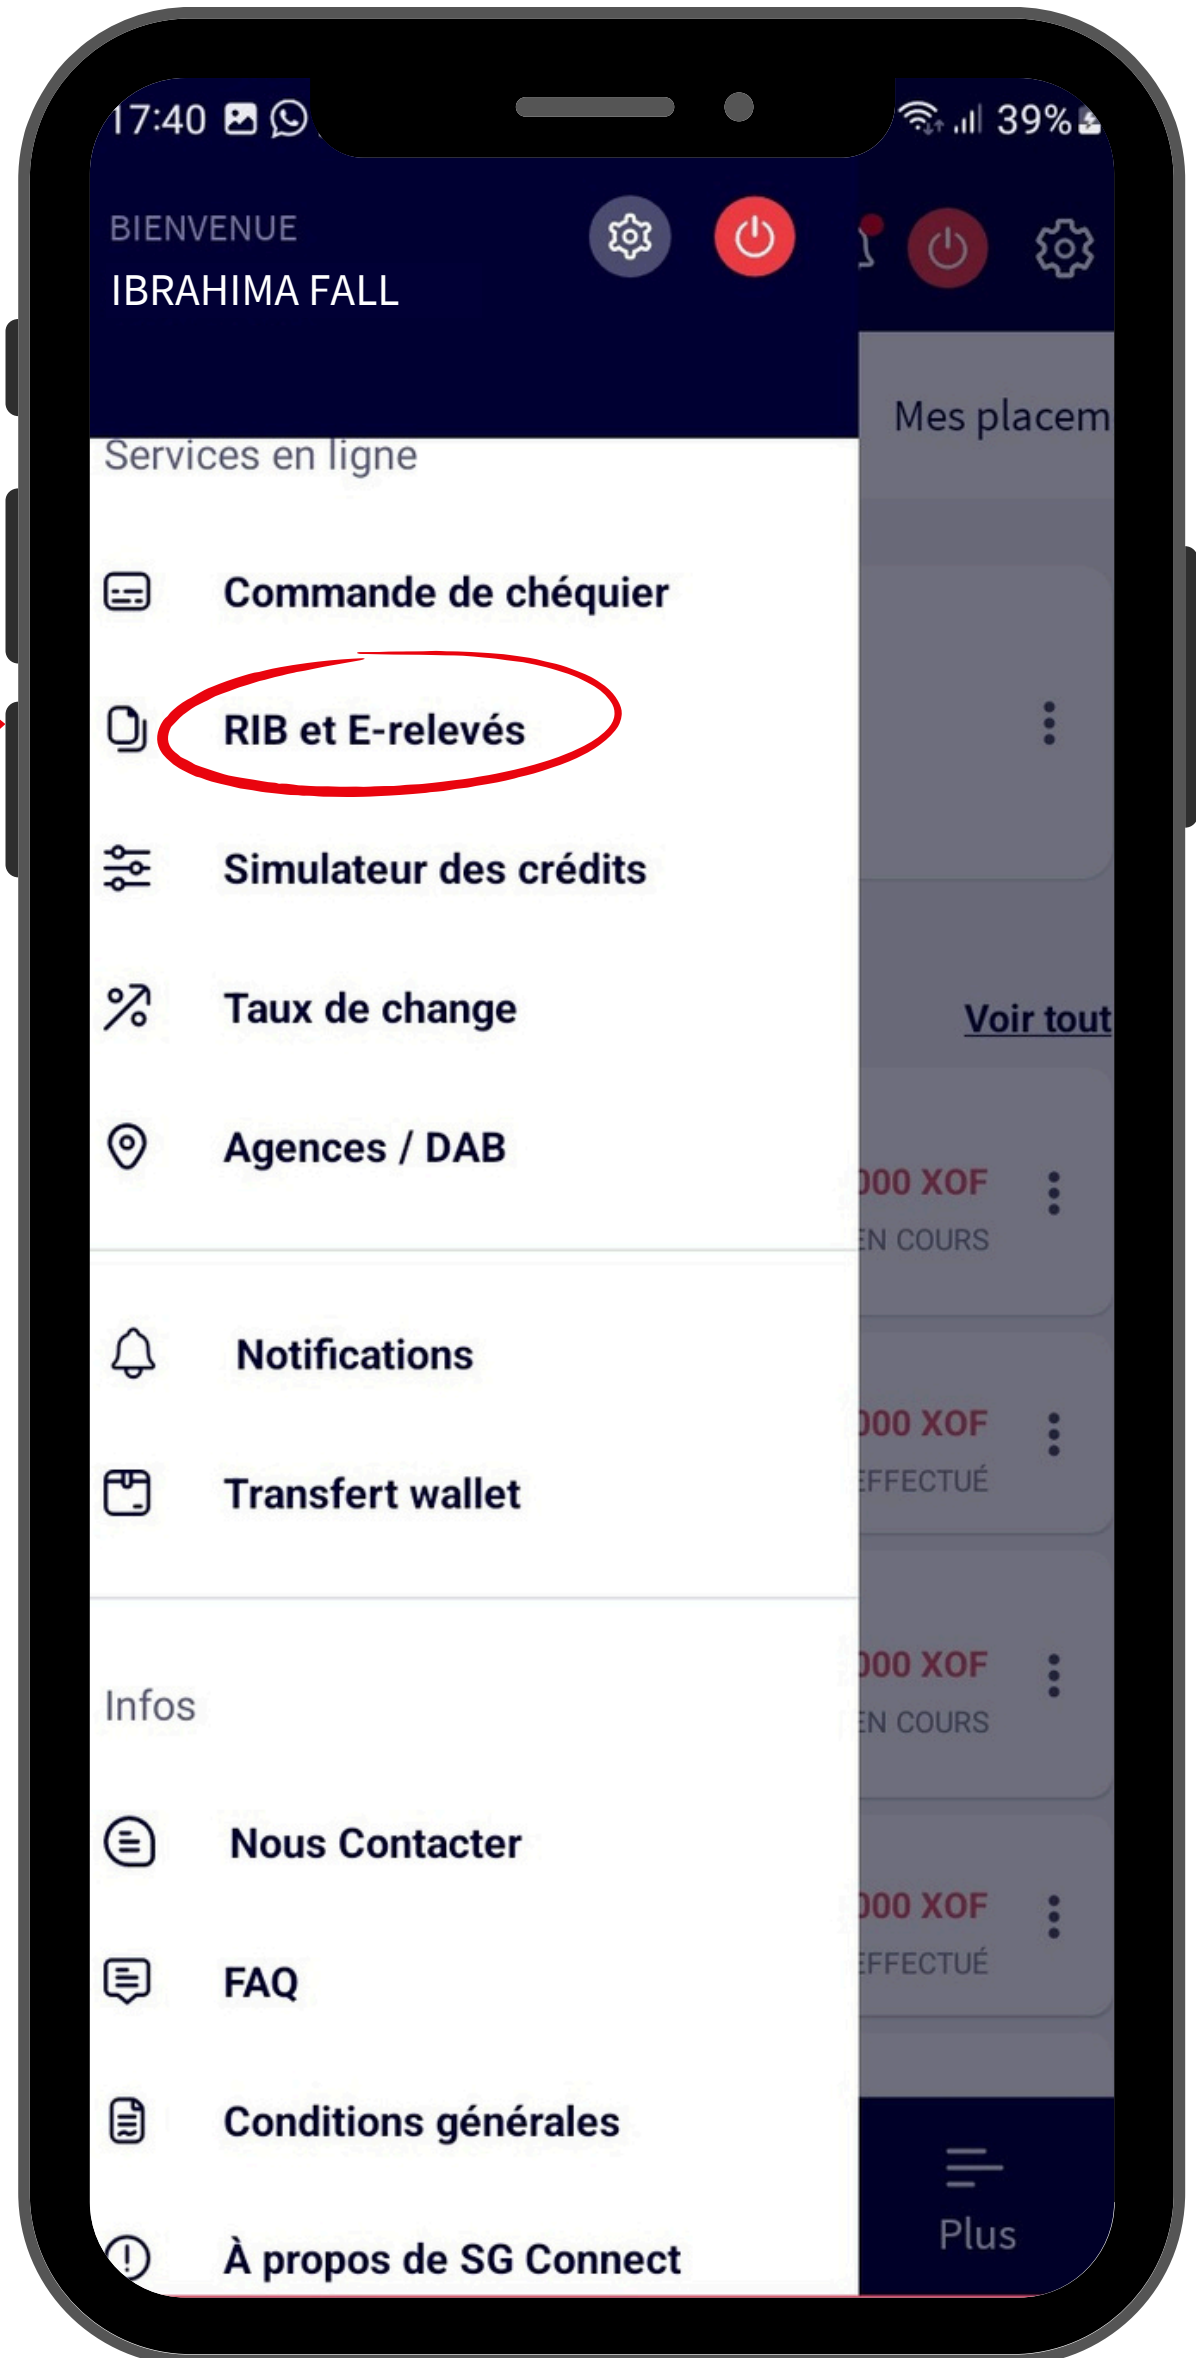 17:40
39%
BIENVENUE
IBRAHIMA FALL
Services en ligne
Commande de chéquier
RIB et E-relevés
Simulateur des crédits
Taux de change
Agences / DAB
Notifications
Transfert wallet
Infos
Nous Contacter
FAQ
Conditions générales
À propos de SG Connect
Mes placem
Voir tout
000 XOF
EN COURS
000 XOF
EFFECTUÉ
000 XOF
EN COURS
000 XOF
EFFECTUÉ
Plus